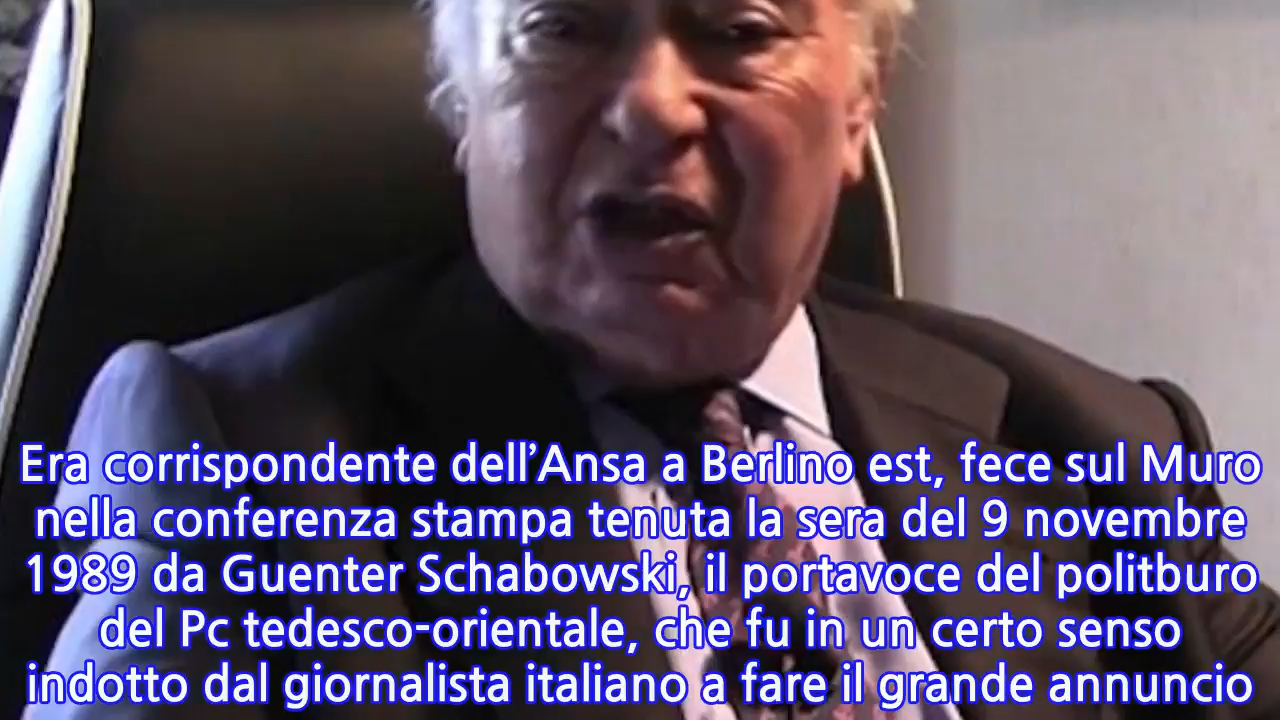 Era corrispondente dell’Ansa a Berlino est, fece sul Muro
nella conferenza stampa tenuta la sera del 9 novembre
1989 da Guenter Schabowski, il portavoce del politburo
del Pc tedesco-orientale, che fu in un certo senso
indotto dal giornalista italiano a fare il grande annuncio